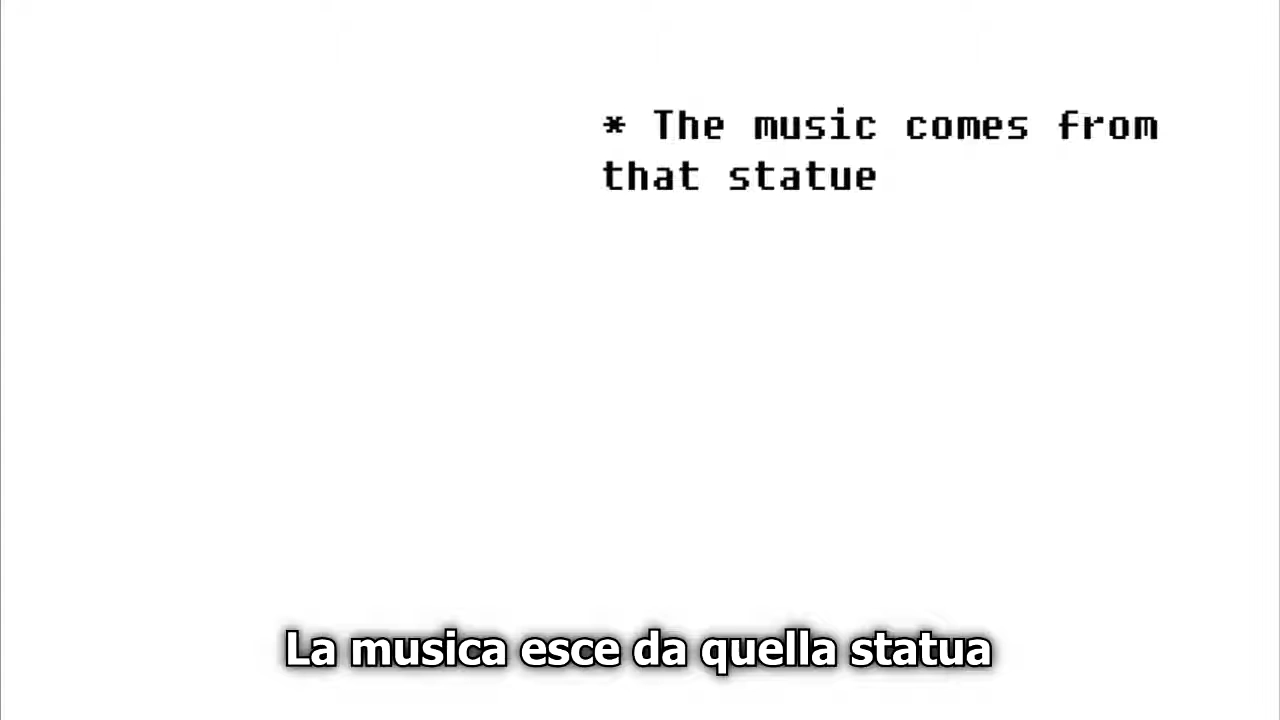 * The music comes from
that statue
La musica esce da quella statua